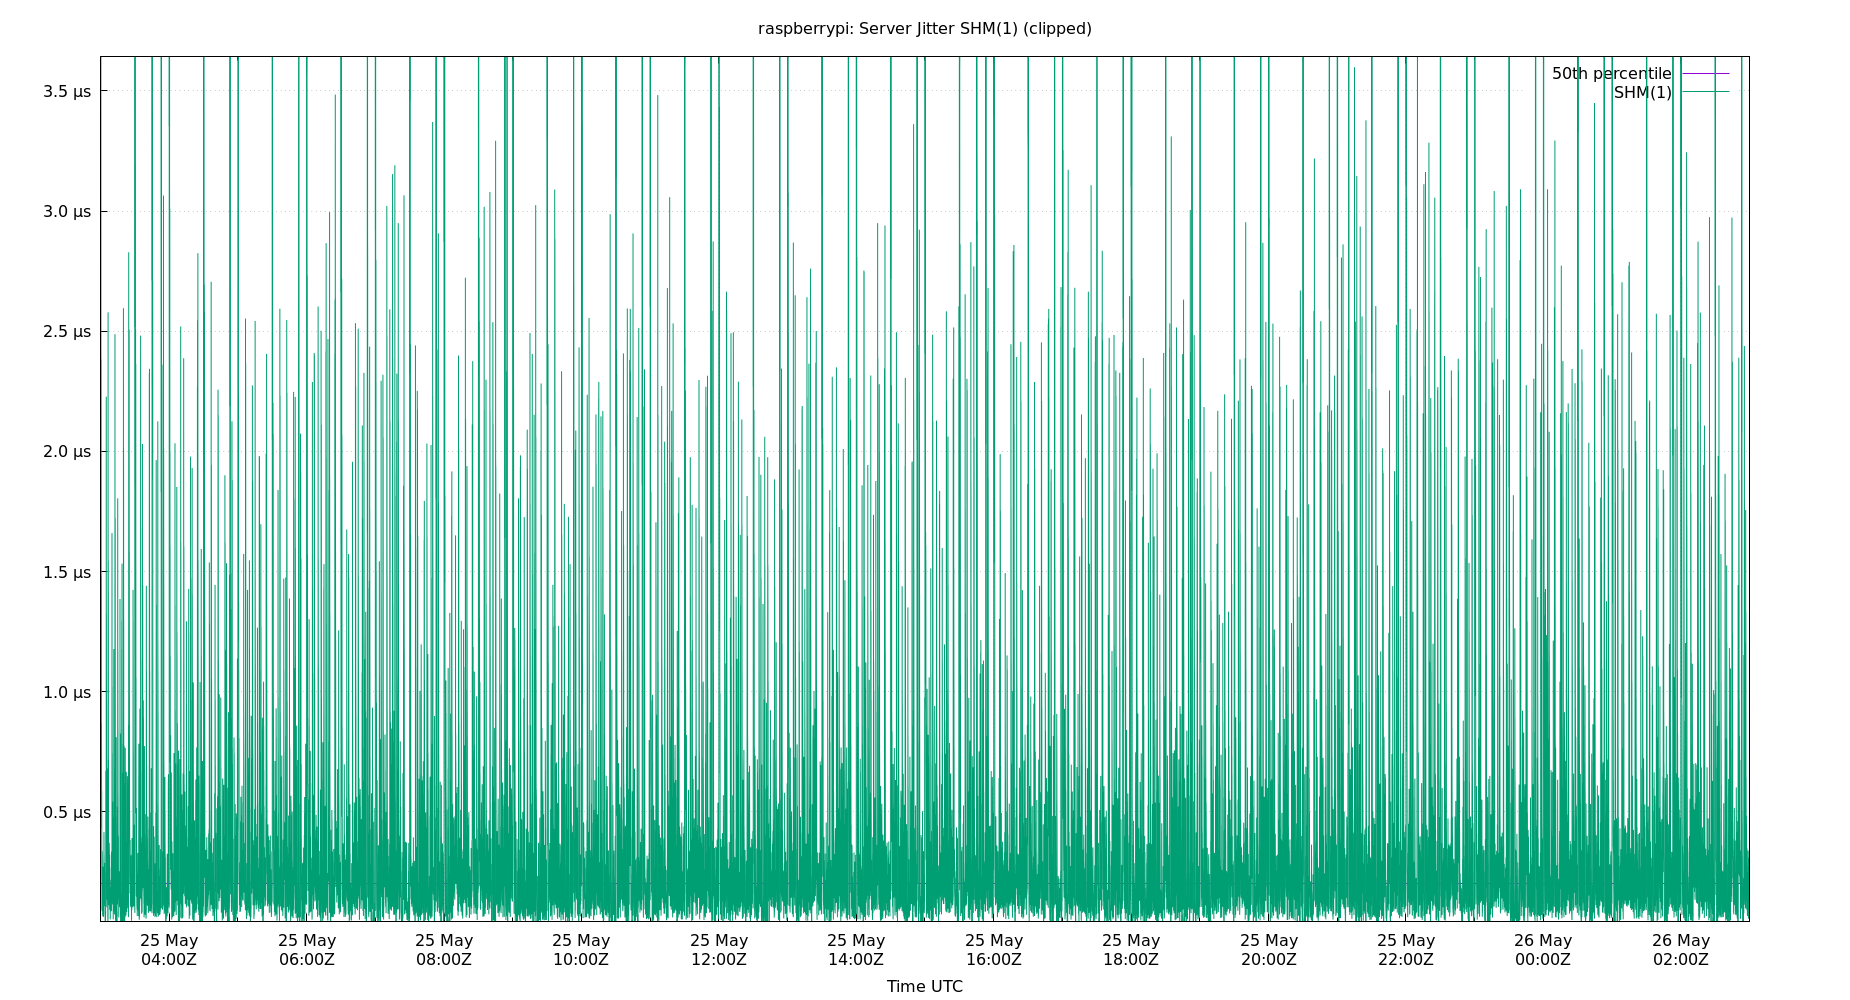 raspberrypi: Server Jitter SHM(1) (clipped)
50th percentile
SHM(1)
3.5 μs
3.0 μs
2.5 μs
2.0 μs
1.5 μs
1.0 μs
0.5 μs
25 May 25 May 25 May 25 May 25 May 25 May 25 May 25 May 25 May 25 May 26 May 26 May
04:00Z 06:00Z 08:00Z 10:00Z 12:00Z 14:00Z 16:00Z 18:00Z 20:00Z 22:00Z 00:00Z 02:00Z
Time UTC